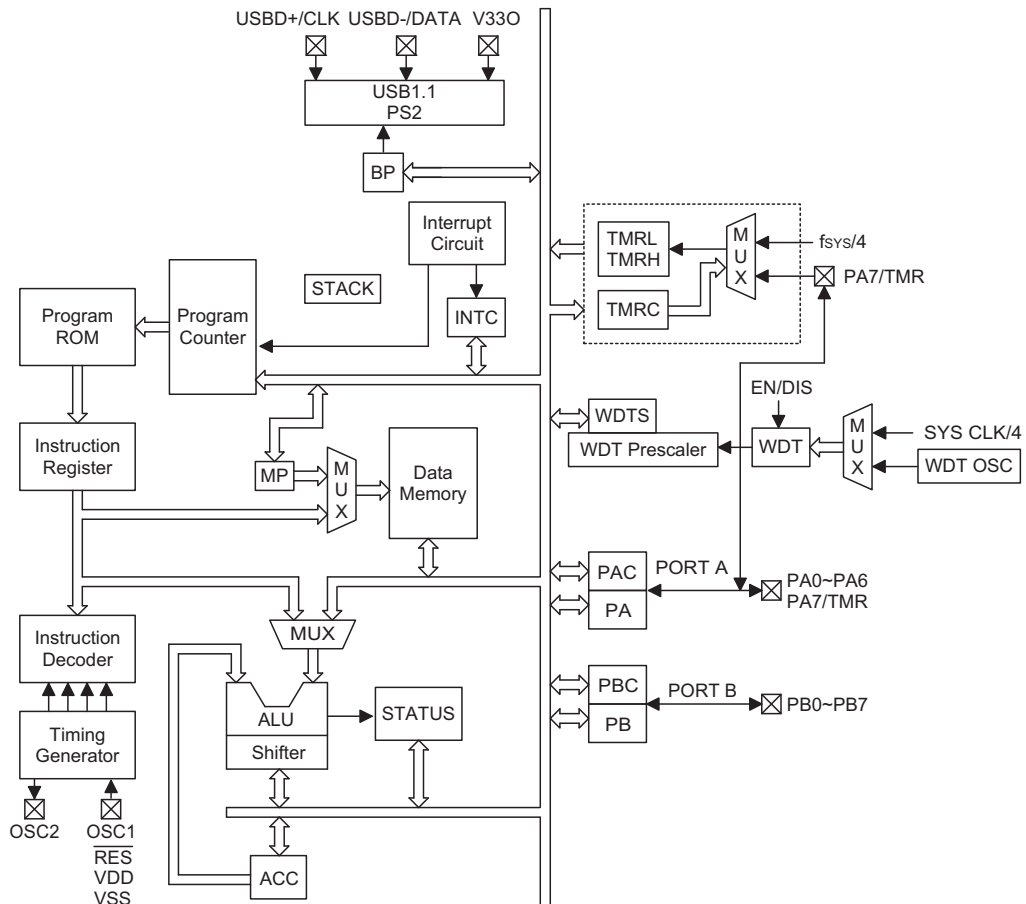 USBD+/CLK USBD-/DATA V33O
USB1.1
PS2
BP
Interrupt
Circuit
STACK
INTC
TMRL
TMRH
TMRC
MUX
fSYS/4
PA7/TMR
Program
ROM
Program
Counter
EN/DIS
WDTS
WDT Prescaler
WDT
MUX
SYS CLK/4
WDT OSC
Instruction
Register
MP
MUX
Data
Memory
PAC
PA
PORT A
PA0~PA6
PA7/TMR
Instruction
Decoder
MUX
ALU
Shifter
STATUS
PBC
PB
PORT B
PB0~PB7
Timing
Generator
OSC2
OSC1
RES
VDD
VSS
ACC